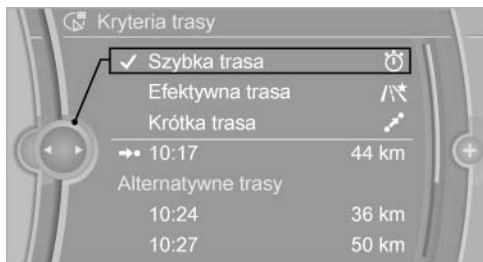 Kryteria trasy
Szybka trasa
Efektywna trasa
Krótka trasa
10:17 44 km
Alternatywne trasy
10:24 36 km
10:27 50 km